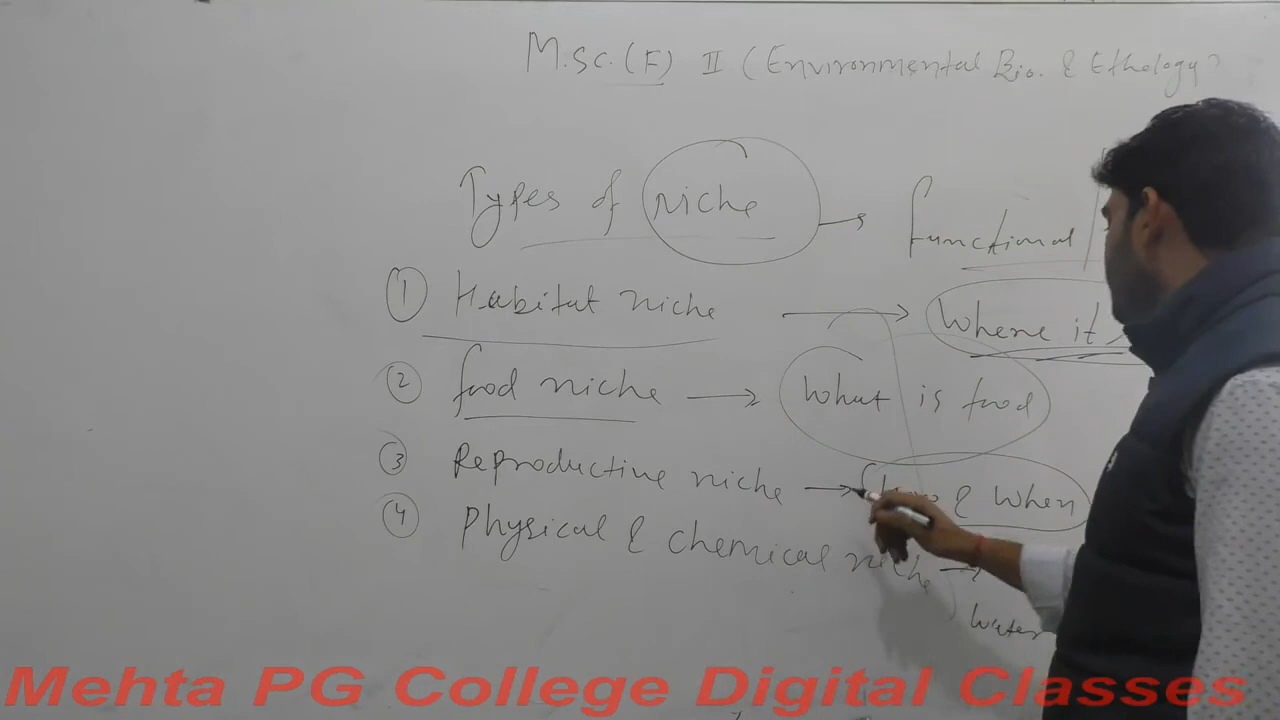 M.Sc. (F) II (Environmental Bio. & Ethology)
Types of niche → functional
① Habitat niche → Where it
② food niche → What is food
③ Reproductive niche → & When
④ Physical & chemical niche →
Water
Mehta PG College Digital Classes